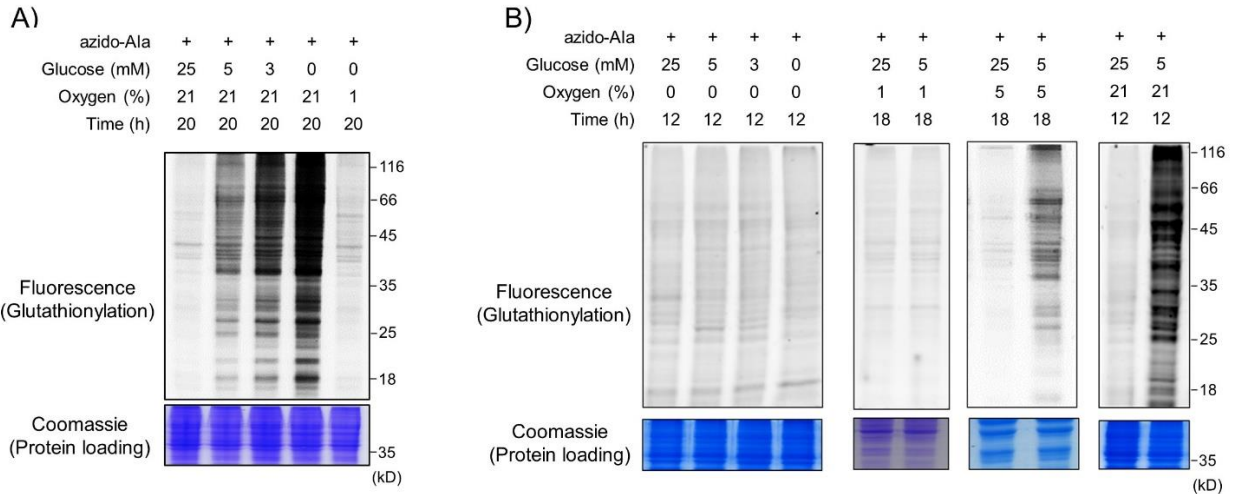 A)
azido-Ala + + + + +
Glucose (mM) 25 5 3 0 0
Oxygen (%) 21 21 21 21 1
Time (h) 20 20 20 20 20
116
66
45
35
25
18
Fluorescence
(Glutathionylation)
Coomassie
(Protein loading)
35
(kD)
B)
azido-Ala + + + + + + + + + +
Glucose (mM) 25 5 3 0 25 5 25 5 25 5
Oxygen (%) 0 0 0 0 1 1 5 5 21 21
Time (h) 12 12 12 12 18 18 18 18 12 12
116
66
45
35
25
18
Fluorescence
(Glutathionylation)
Coomassie
(Protein loading)
35
(kD)